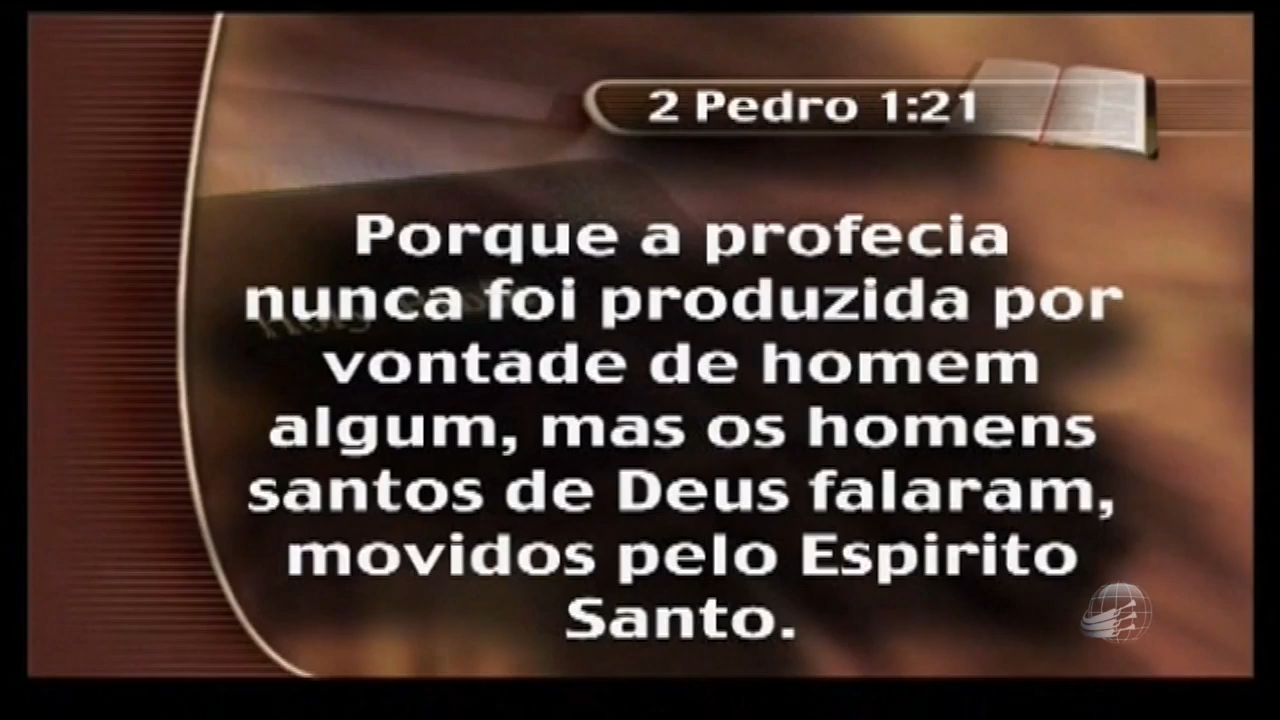 2 Pedro 1:21
Porque a profecia
nunca foi produzida por
vontade de homem
algum, mas os homens
santos de Deus falaram,
movidos pelo Espirito
Santo.
Holy